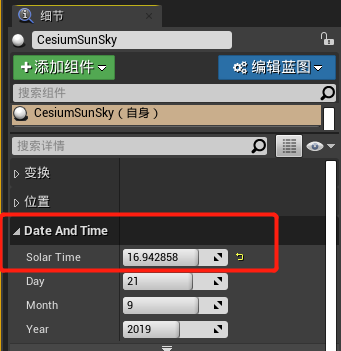 细节
CesiumSunSky
添加组件
编辑蓝图
搜索组件
CesiumSunSky（自身）
搜索详情
变换
位置
Date And Time
Solar Time 16.942858
Day 21
Month 9
Year 2019